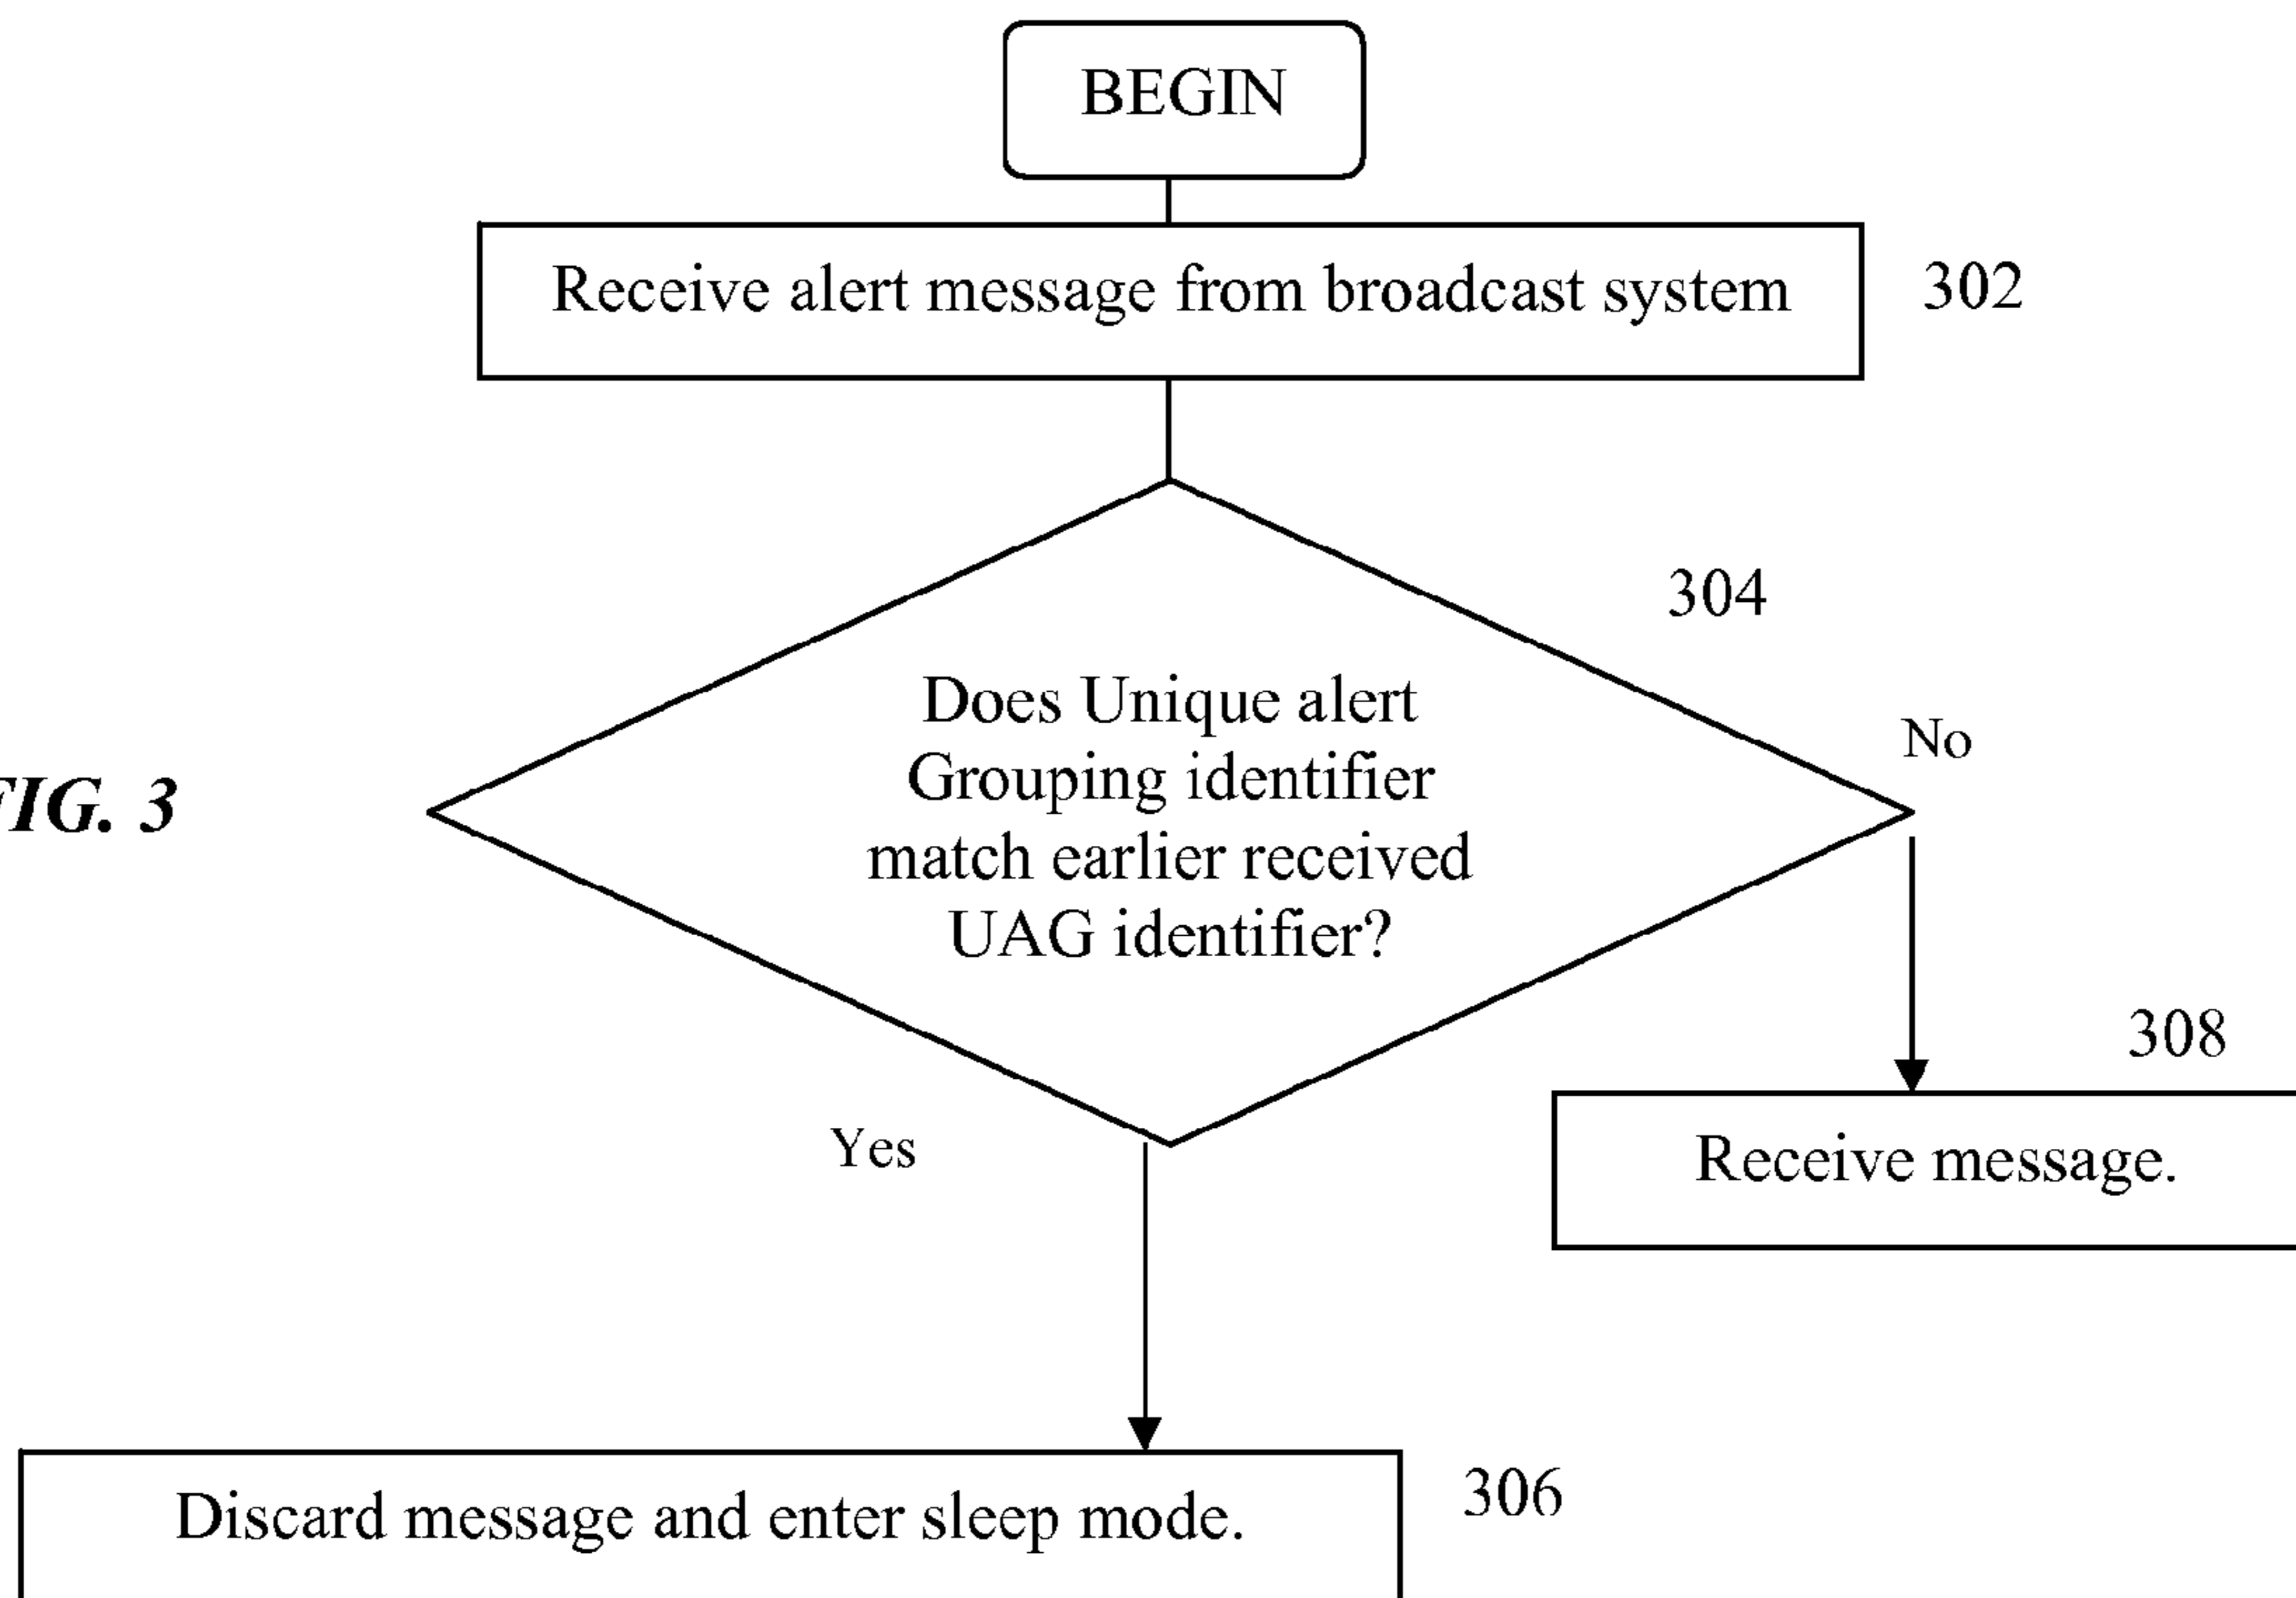 BEGIN
Receive alert message from broadcast system
302
304
Does Unique alert
Grouping identifier
match earlier received
UAG identifier?
No
FIG. 3
308
Receive message.
Yes
Discard message and enter sleep mode.
306